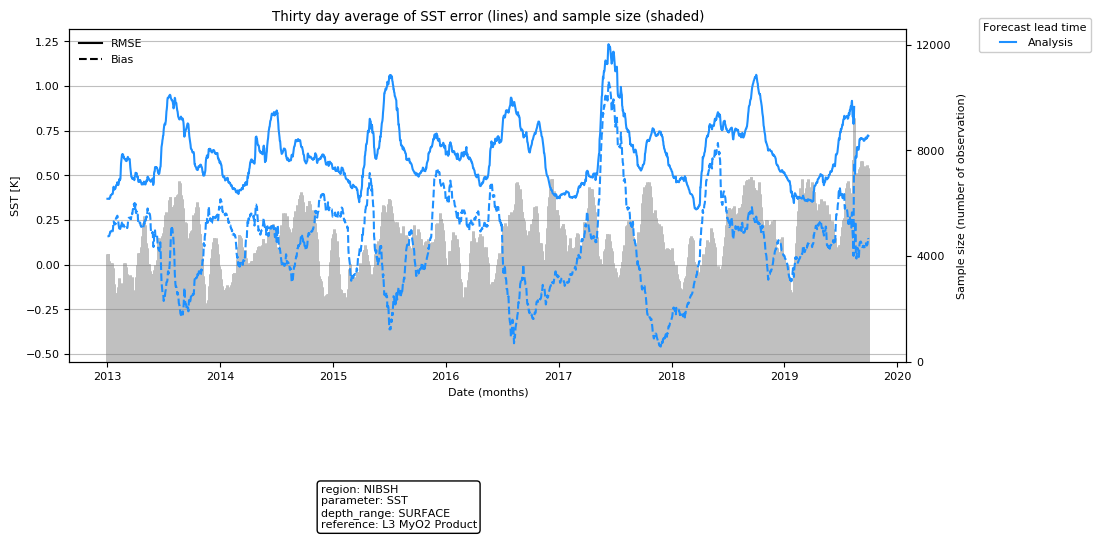 Thirty day average of SST error (lines) and sample size (shaded)
Forecast lead time
Analysis
RMSE
Bias
SST [K]
1.25
1.00
0.75
0.50
0.25
0.00
−0.25
−0.50
12000
8000
4000
0
Sample size (number of observation)
2013 2014 2015 2016 2017 2018 2019 2020
Date (months)
region: NIBSH
parameter: SST
depth_range: SURFACE
reference: L3 MyO2 Product